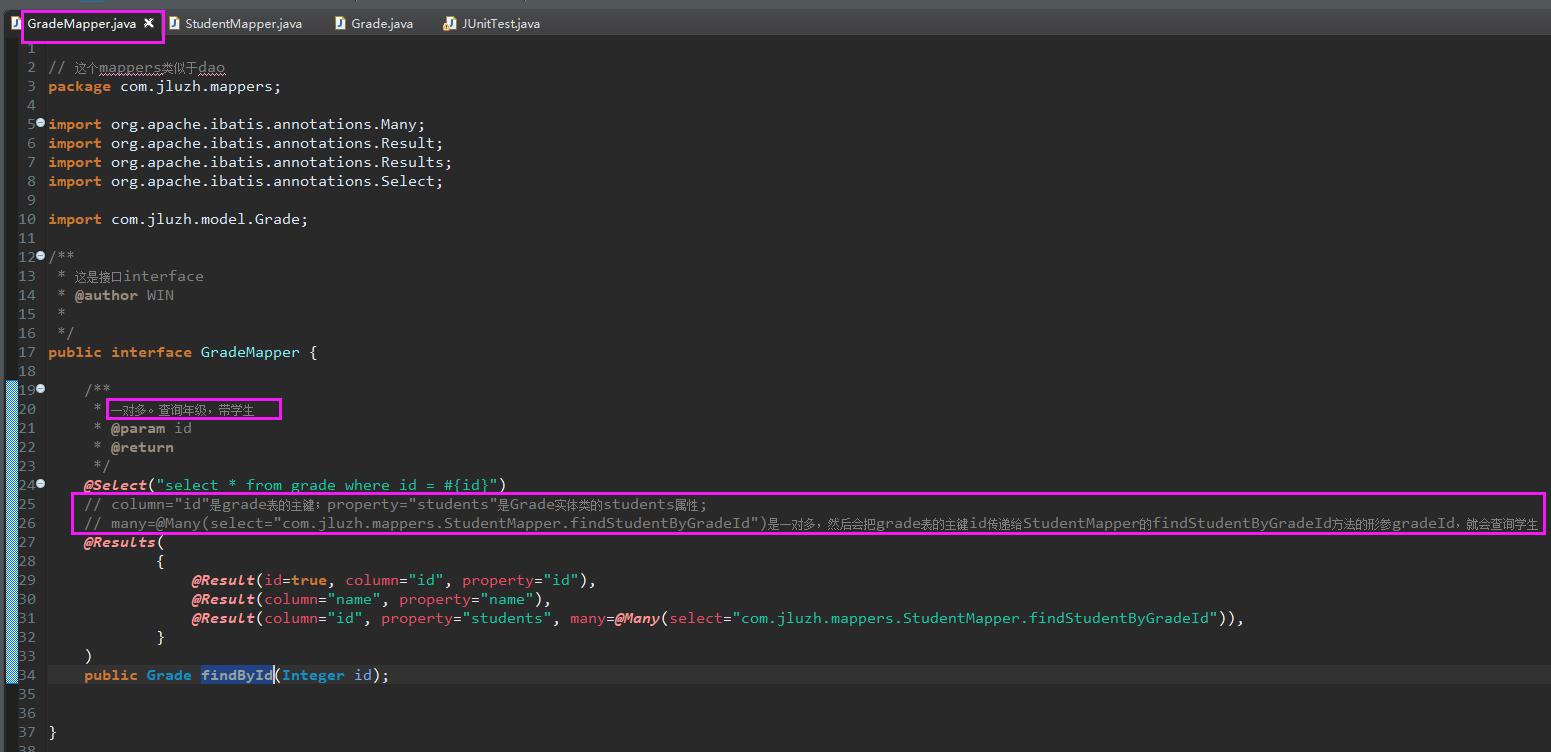 GradeMapper.java StudentMapper.java Grade.java JUnitTest.java
1
2 // 这个mappers类似于dao
3 package com.jluzh.mappers;
4
5 import org.apache.ibatis.annotations.Many;
6 import org.apache.ibatis.annotations.Result;
7 import org.apache.ibatis.annotations.Results;
8 import org.apache.ibatis.annotations.Select;
9
10 import com.jluzh.model.Grade;
11
12 /**
13 * 这是接口interface
14 * @author WIN
15 *
16 */
17 public interface GradeMapper {
18
19 /**
20 * 一对多。查询年级，带学生
21 * @param id
22 * @return
23 */
24 @Select("select * from grade where id = #{id}")
25 // column="id"是grade表的主键；property="students"是Grade实体类的students属性;
26 // many=@Many(select="com.jluzh.mappers.StudentMapper.findStudentByGradeId")是一对多，然后会把grade表的主键id传递给StudentMapper的findStudentByGradeId方法的形参gradeId，就会查询学生
27 @Results(
28 {
29 @Result(id=true, column="id", property="id"),
30 @Result(column="name", property="name"),
31 @Result(column="id", property="students", many=@Many(select="com.jluzh.mappers.StudentMapper.findStudentByGradeId")),
32 }
33 )
34 public Grade findById(Integer id);
35
36
37 }
38